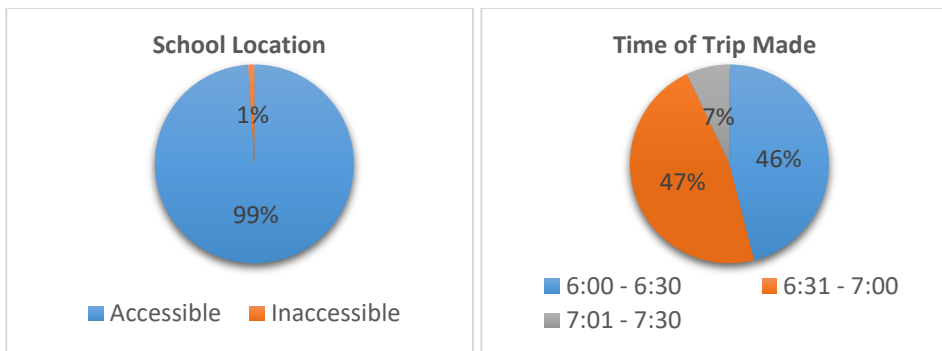 School Location
1%
99%
Accessible Inaccessible
Time of Trip Made
7%
46%
47%
6:00 - 6:30 6:31 - 7:00
7:01 - 7:30